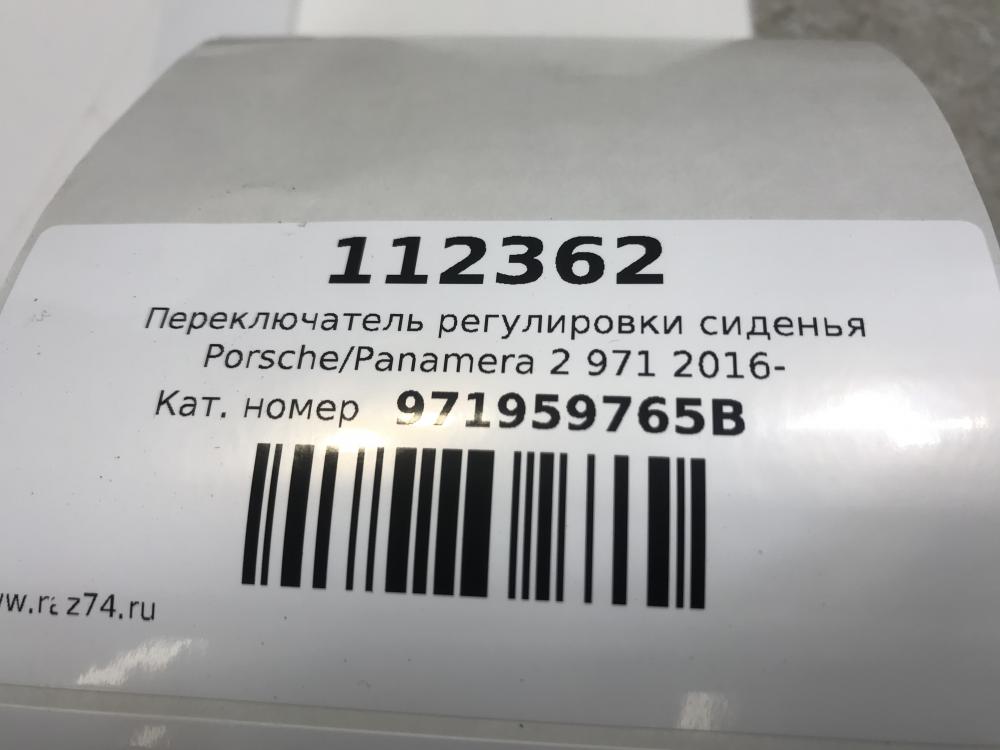 112362
Переключатель регулировки сиденья
Porsche/Panamera 2 971 2016-
Кат. номер 971959765B